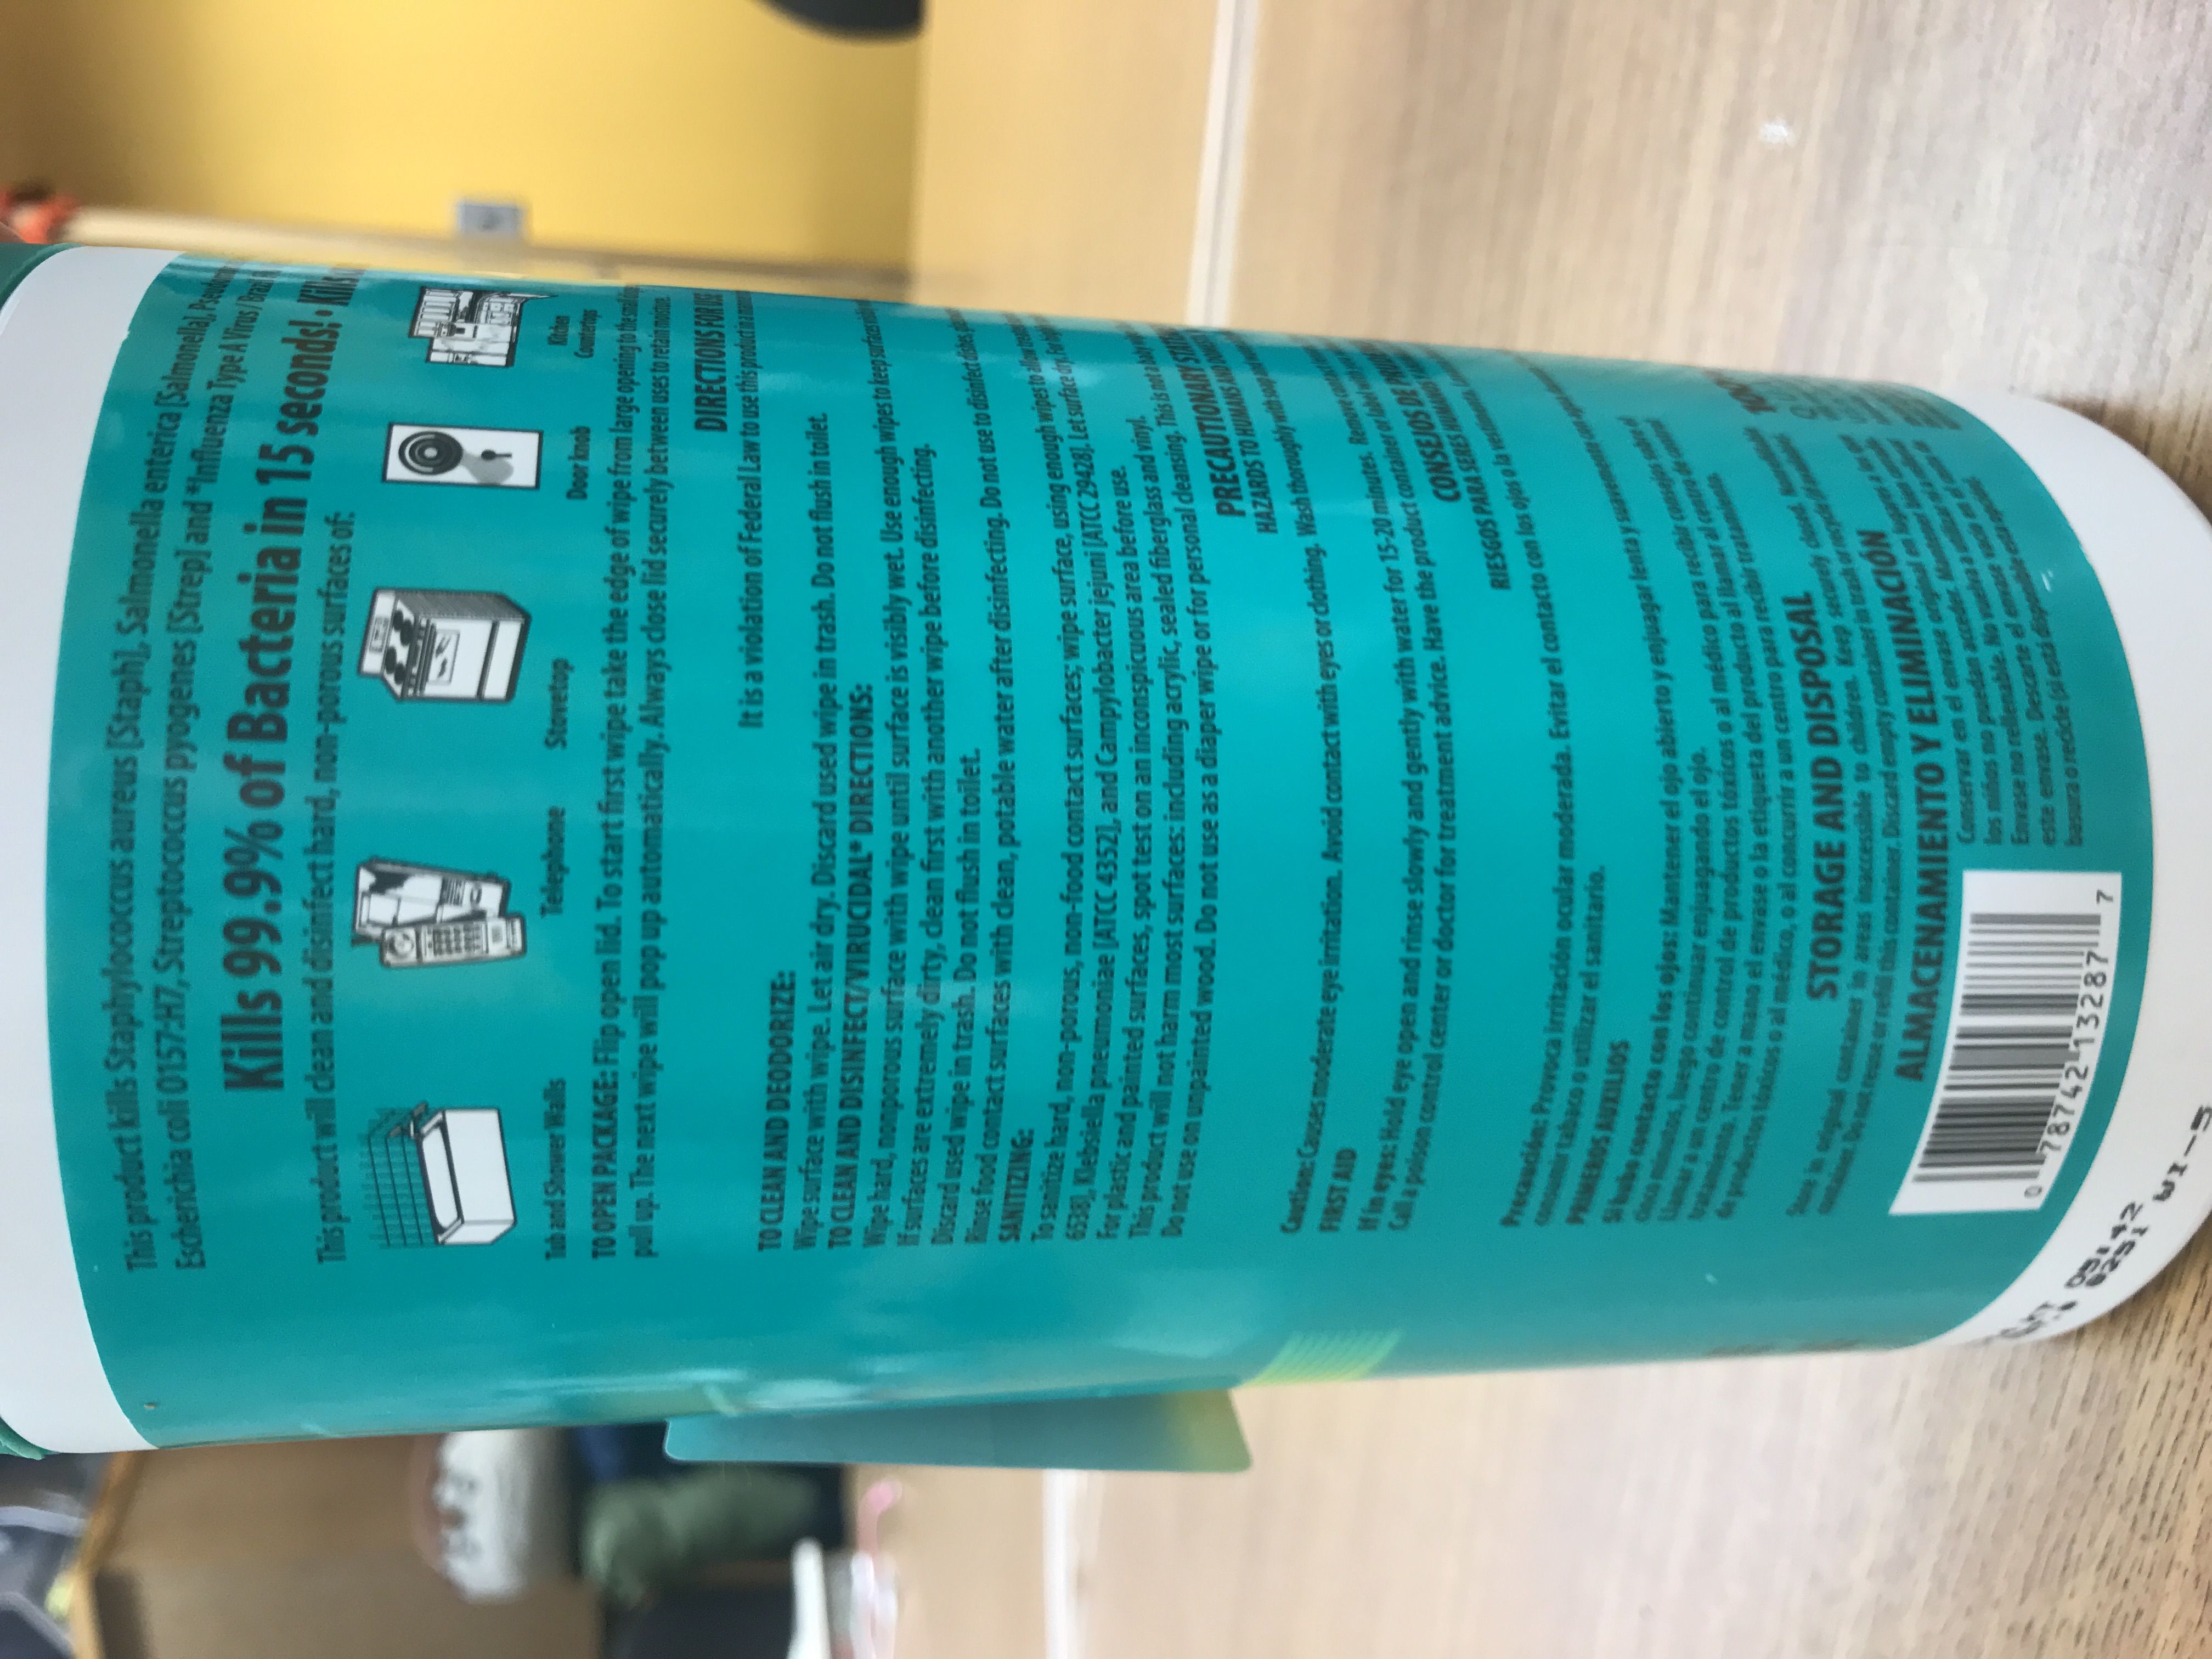 This product kills Staphylococcus aureus [Staph], Salmonella enterica [Salmonella],
Escherichia coli O157:H7, Streptococcus pyogenes [Strep] and *Influenza Type A Virus /
Kills 99.9% of Bacteria in 15 seconds! • Kills
This product will clean and disinfect hard, non-porous surfaces of:
Tub and Shower Walls
Telephone
Stovetop
Door knob
Kitchen
Countertops
TO OPEN PACKAGE: Flip open lid. To start first wipe take the edge of wipe from large opening to the small
pull up. The next wipe will pop up automatically. Always close lid securely between uses to retain moisture.
DIRECTIONS FOR USE
It is a violation of Federal Law to use this product in a
TO CLEAN AND DEODORIZE:
Wipe surface with wipe. Let air dry. Discard used wipe in trash. Do not flush in toilet.
TO CLEAN AND DISINFECT/VIRUCIDAL* DIRECTIONS:
Wipe hard, nonporous surface with wipe until surface is visibly wet. Use enough wipes to keep surfaces
If surfaces are extremely dirty, clean first with another wipe before disinfecting.
Discard used wipe in trash. Do not flush in toilet.
Rinse food contact surfaces with clean, potable water after disinfecting. Do not use to disinfect dishes,
SANITIZING:
To sanitize hard, non-porous, non-food contact surfaces; wipe surface, using enough wipes to allow
6538], Klebsiella pneumoniae [ATCC 4352], and Campylobacter jejuni [ATCC 29428]. Let surface dry. For
For plastic and painted surfaces, spot test on an inconspicuous area before use.
This product will not harm most surfaces: including acrylic, sealed fiberglass and vinyl.
Do not use on unpainted wood. Do not use as a diaper wipe or for personal cleansing. This is not a baby
PRECAUTIONARY
HAZARDS TO HUMANS AND
Caution: Causes moderate eye irritation. Avoid contact with eyes or clothing. Wash thoroughly with soap and
FIRST AID
If in eyes: Hold eye open and rinse slowly and gently with water for 15-20 minutes. Remove contact
Call a poison control center or doctor for treatment advice. Have the product container or label with
CONSEJOS DE
RIESGOS PARA SERES HUMANOS
Precaución: Provoca irritación ocular moderada. Evitar el contacto con los ojos o la vestimenta.
consumir tabaco o utilizar el sanitario.
PRIMEROS AUXILIOS
Si hubo contacto con los ojos: Mantener el ojo abierto y enjuagar lenta y suavemente con agua
cinco minutos, luego continuar enjuagando el ojo.
Llamar a un centro de control de productos tóxicos o al médico para recibir consejos sobre el
tratamiento. Tener a mano el envase o la etiqueta del producto al llamar al centro de control
de productos tóxicos o al médico, o al concurrir a un centro para recibir tratamiento.
STORAGE AND DISPOSAL
Store in original container in areas inaccessible to children. Keep securely closed. Nonrefillable
container. Do not reuse or refill this container. Discard empty container in trash or recycle (if available).
ALMACENAMIENTO Y ELIMINACIÓN
Conservar en el envase original en lugares a los que
los niños no puedan acceder. Mantener bien cerrado.
Envase no rellenable. No vuelva a utilizar ni a rellenar
este envase. Descarte el envase vacío en el cesto de
basura o recicle (si está disponible esta opción).
0 78742 13287 7
05:42
8251 WI-5